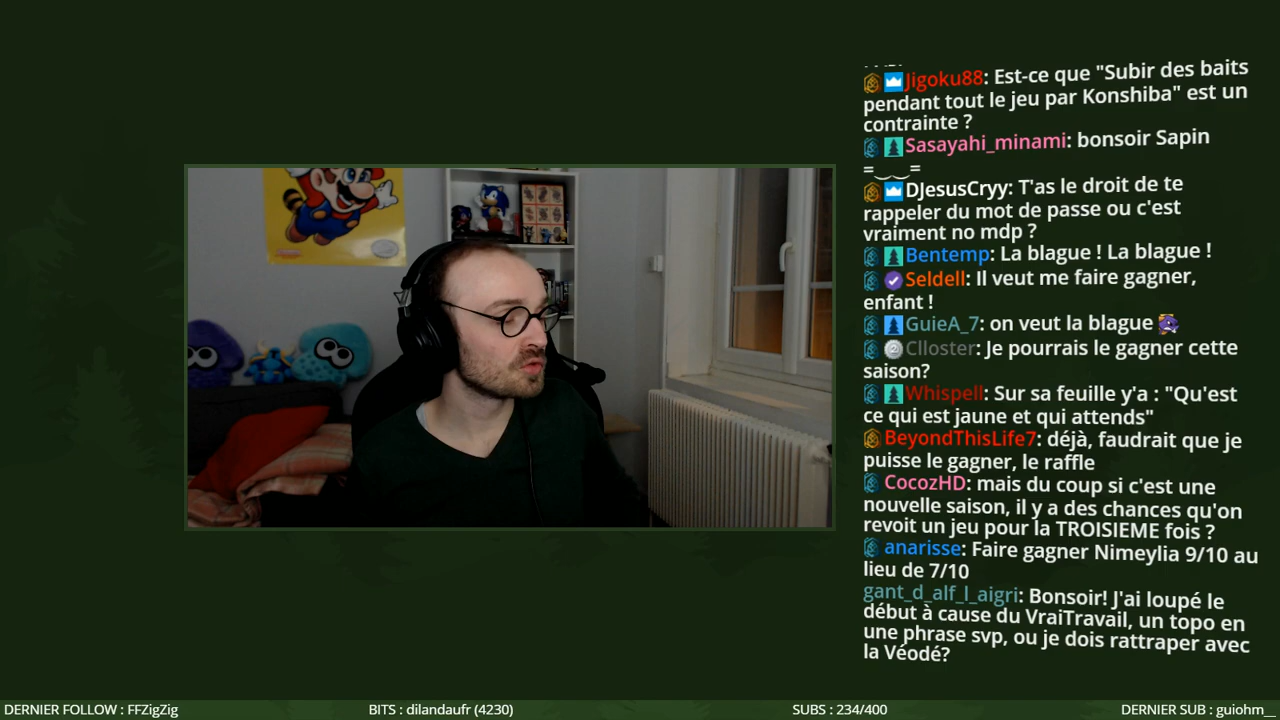 Jigoku88: Est-ce que "Subir des baits
pendant tout le jeu par Konshiba" est un
contrainte ?
Sasayahi_minami: bonsoir Sapin
=‿‿=
DJesusCryy: T'as le droit de te
rappeler du mot de passe ou c'est
vraiment no mdp ?
Bentemp: La blague ! La blague !
Seldell: Il veut me faire gagner,
enfant !
GuieA_7: on veut la blague
Clloster: Je pourrais le gagner cette
saison?
Whispell: Sur sa feuille y'a : "Qu'est
ce qui est jaune et qui attends"
BeyondThisLife7: déjà, faudrait que je
puisse le gagner, le raffle
CocozHD: mais du coup si c'est une
nouvelle saison, il y a des chances qu'on
revoit un jeu pour la TROISIEME fois ?
anarisse: Faire gagner Nimeylia 9/10 au
lieu de 7/10
gant_d_alf_l_aigri: Bonsoir! J'ai loupé le
début à cause du VraiTravail, un topo en
une phrase svp, ou je dois rattraper avec
la Véodé?
DERNIER FOLLOW : FFZigZig
BITS : dilandaufr (4230)
SUBS : 234/400
DERNIER SUB : guiohm__